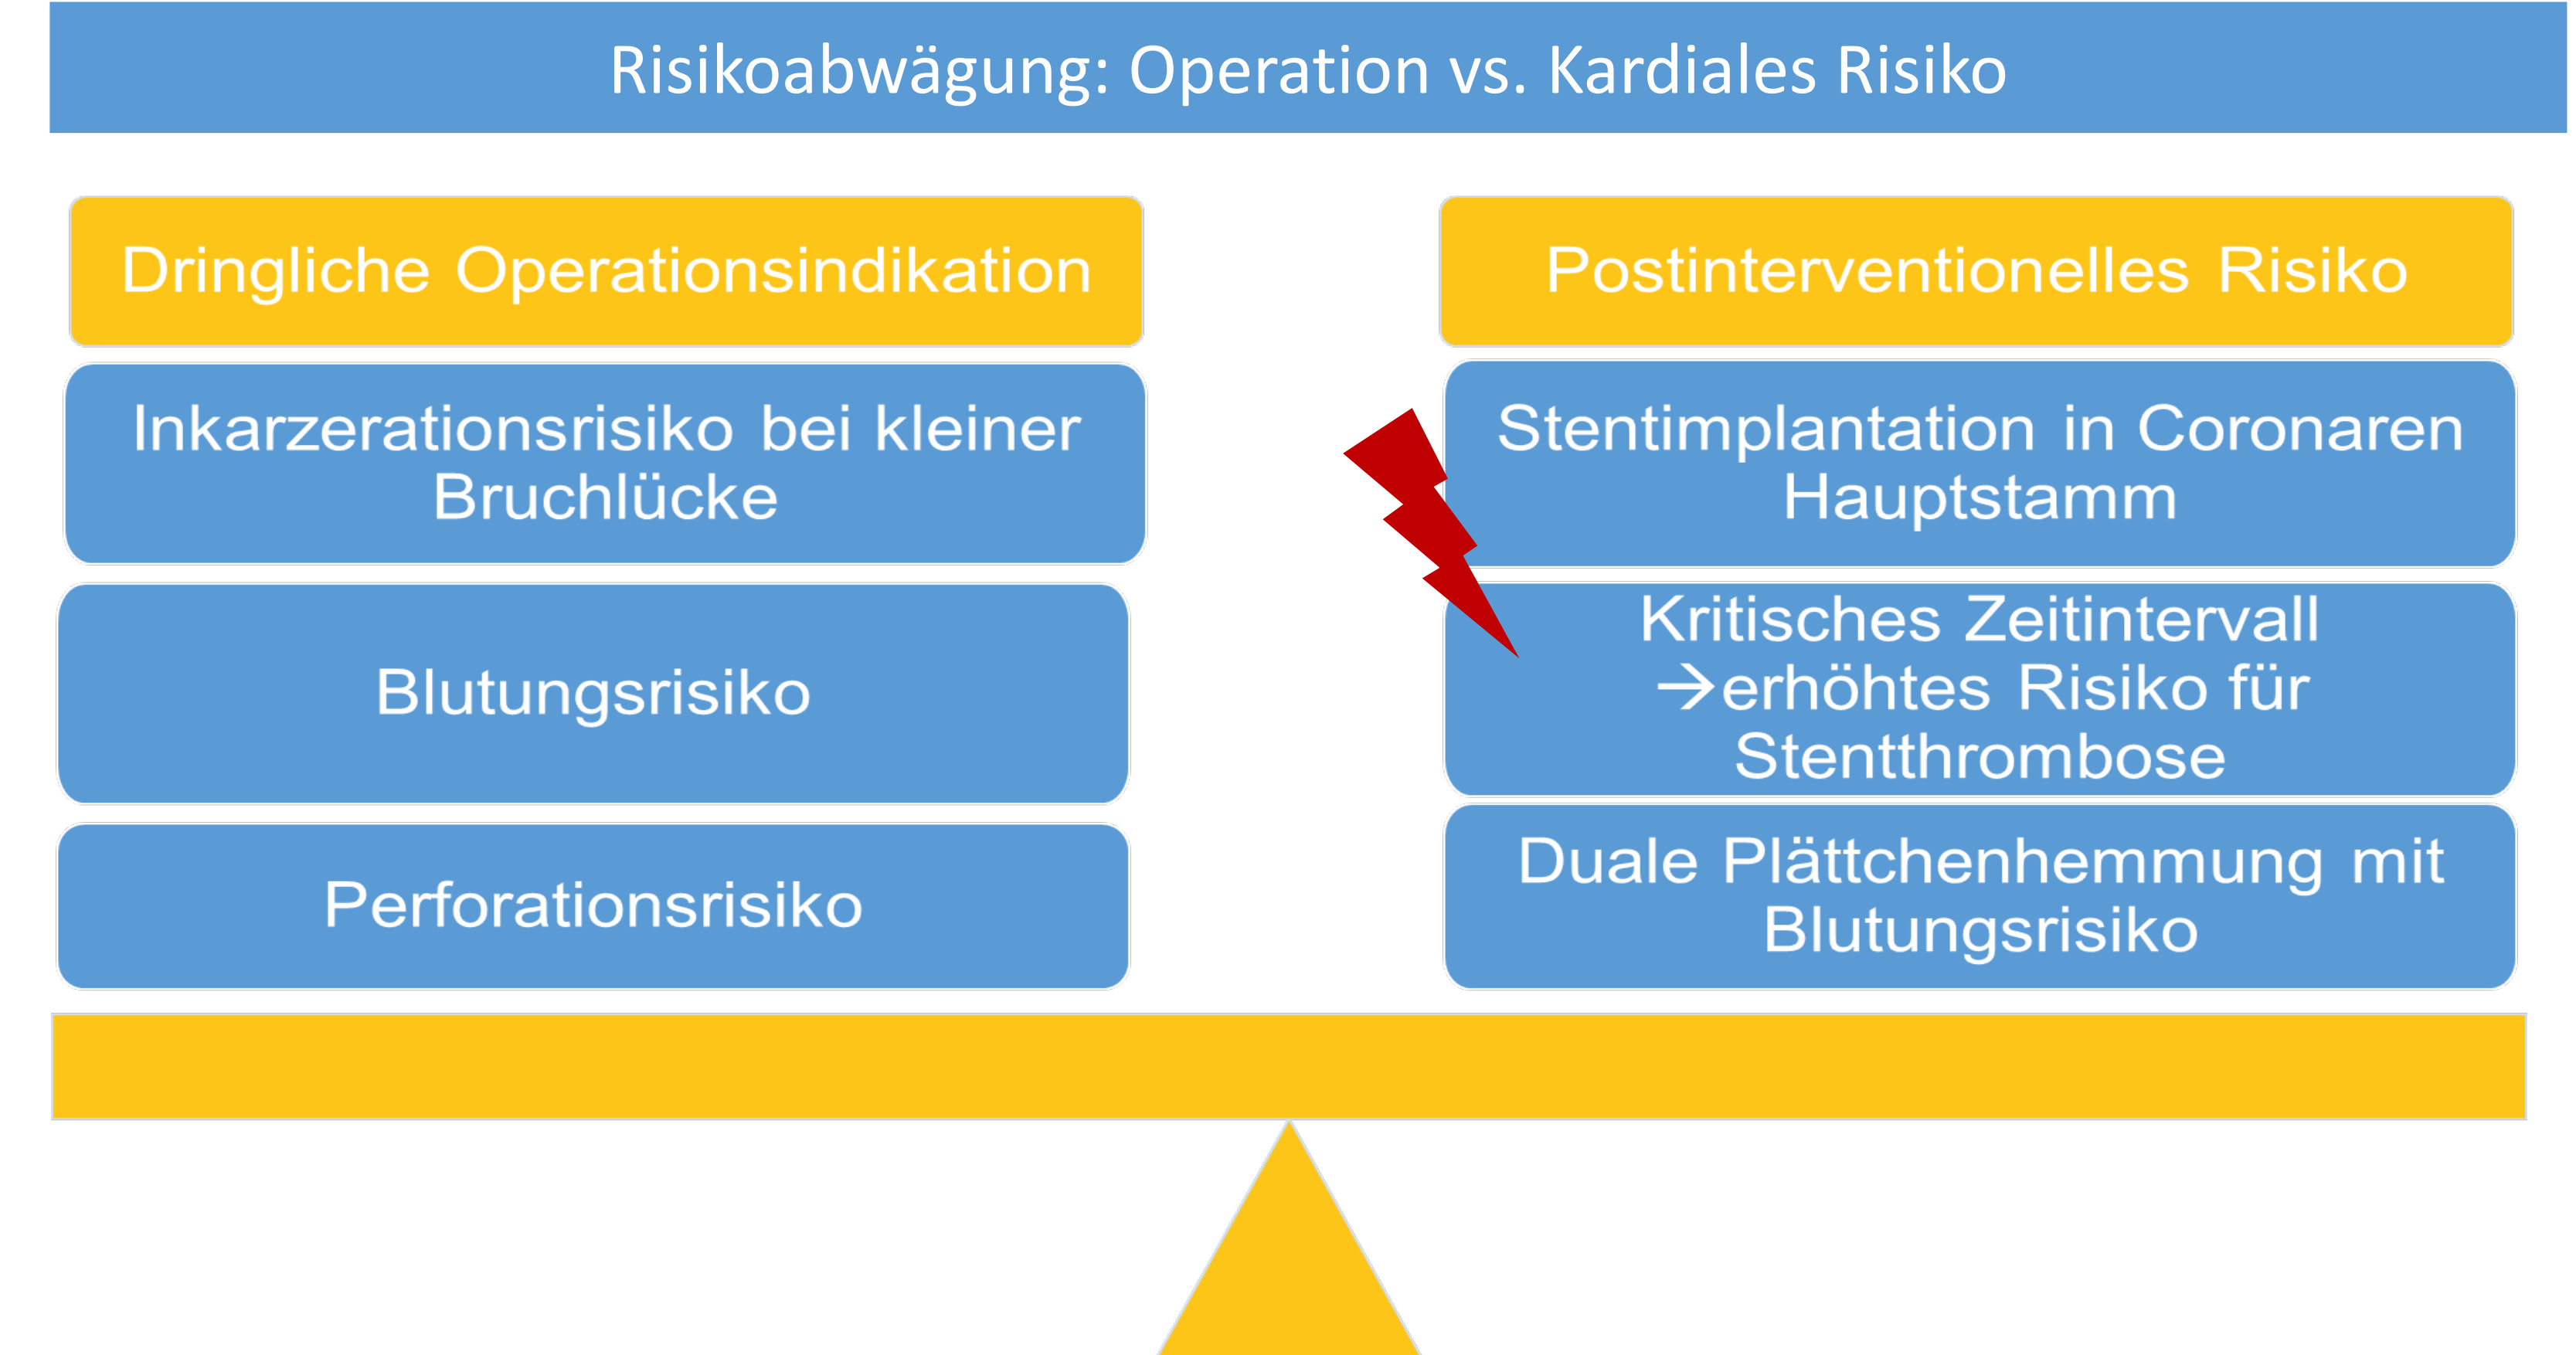 Risikoabwägung: Operation vs. Kardiales Risiko
Dringliche Operationsindikation
Inkarzerationsrisiko bei kleiner
Bruchlücke
Blutungsrisiko
Perforationsrisiko
Postinterventionelles Risiko
Stentimplantation in Coronaren
Hauptstamm
Kritisches Zeitintervall
→erhöhtes Risiko für
Stentthrombose
Duale Plättchenhemmung mit
Blutungsrisiko